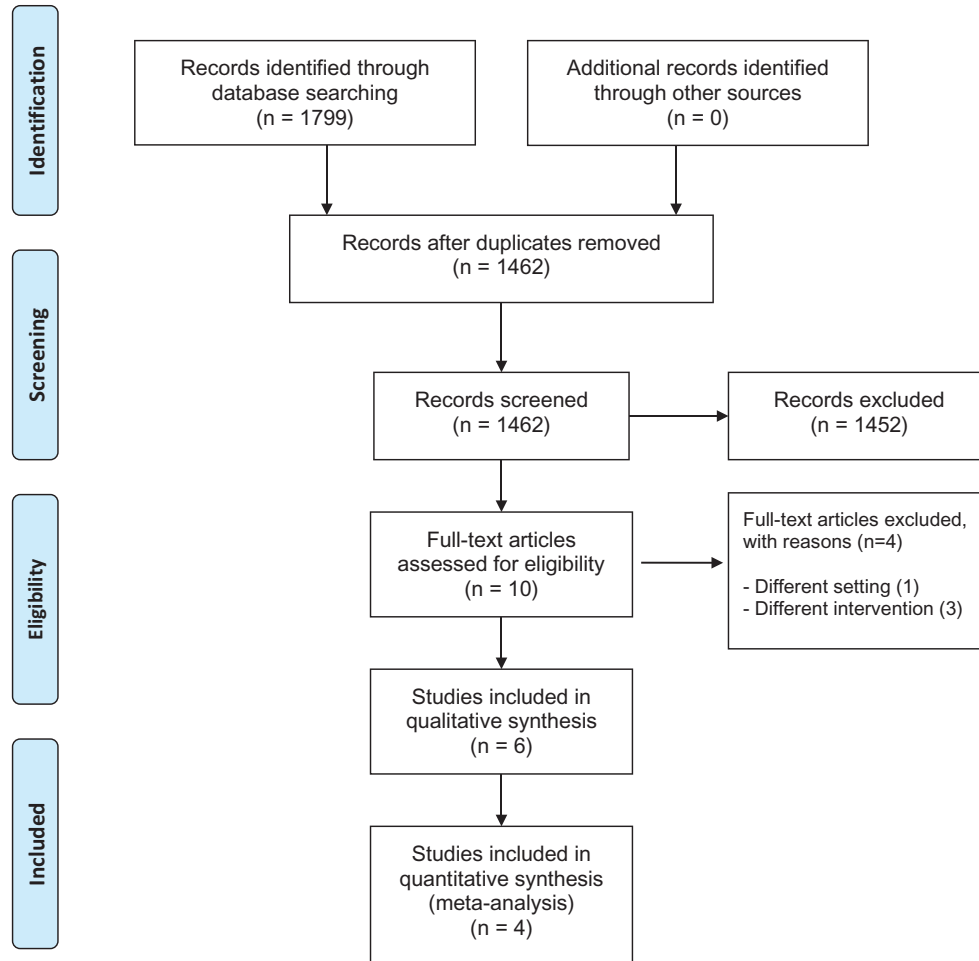 Identification
Records identified through
database searching
(n = 1799)
Additional records identified
through other sources
(n = 0)
Records after duplicates removed
(n = 1462)
Screening
Records screened
(n = 1462)
Records excluded
(n = 1452)
Eligibility
Full-text articles
assessed for eligibility
(n = 10)
Full-text articles excluded,
with reasons (n=4)
- Different setting (1)
- Different intervention (3)
Studies included in
qualitative synthesis
(n = 6)
Included
Studies included in
quantitative synthesis
(meta-analysis)
(n = 4)